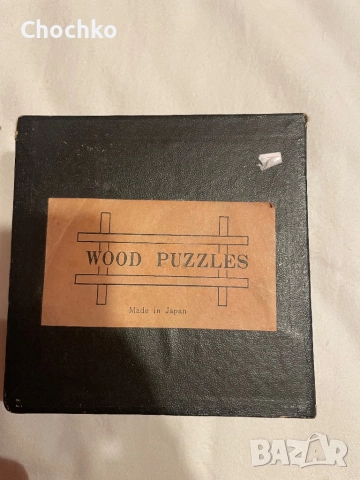 Chochko
WOOD PUZZLES
Made in Japan
BAZAR